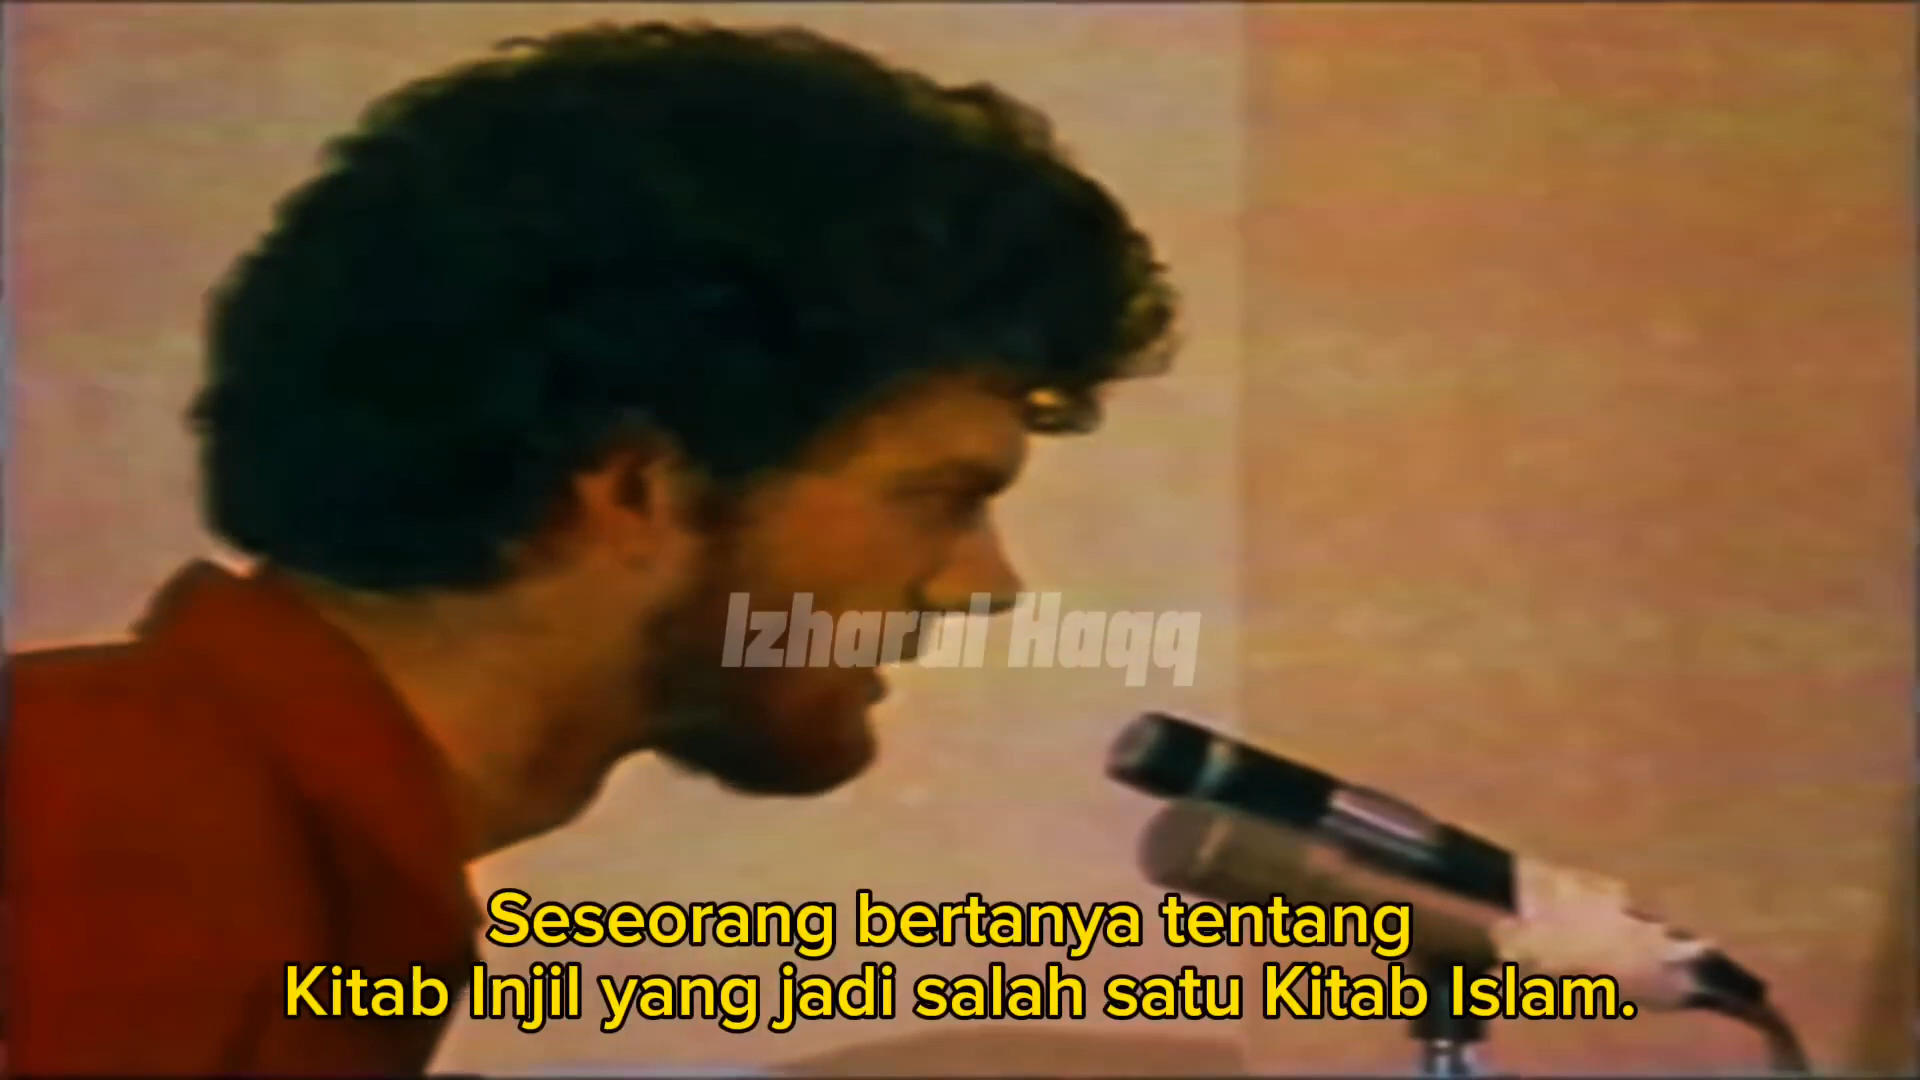 Izharul Haqq
Seseorang bertanya tentang
Kitab Injil yang jadi salah satu Kitab Islam.